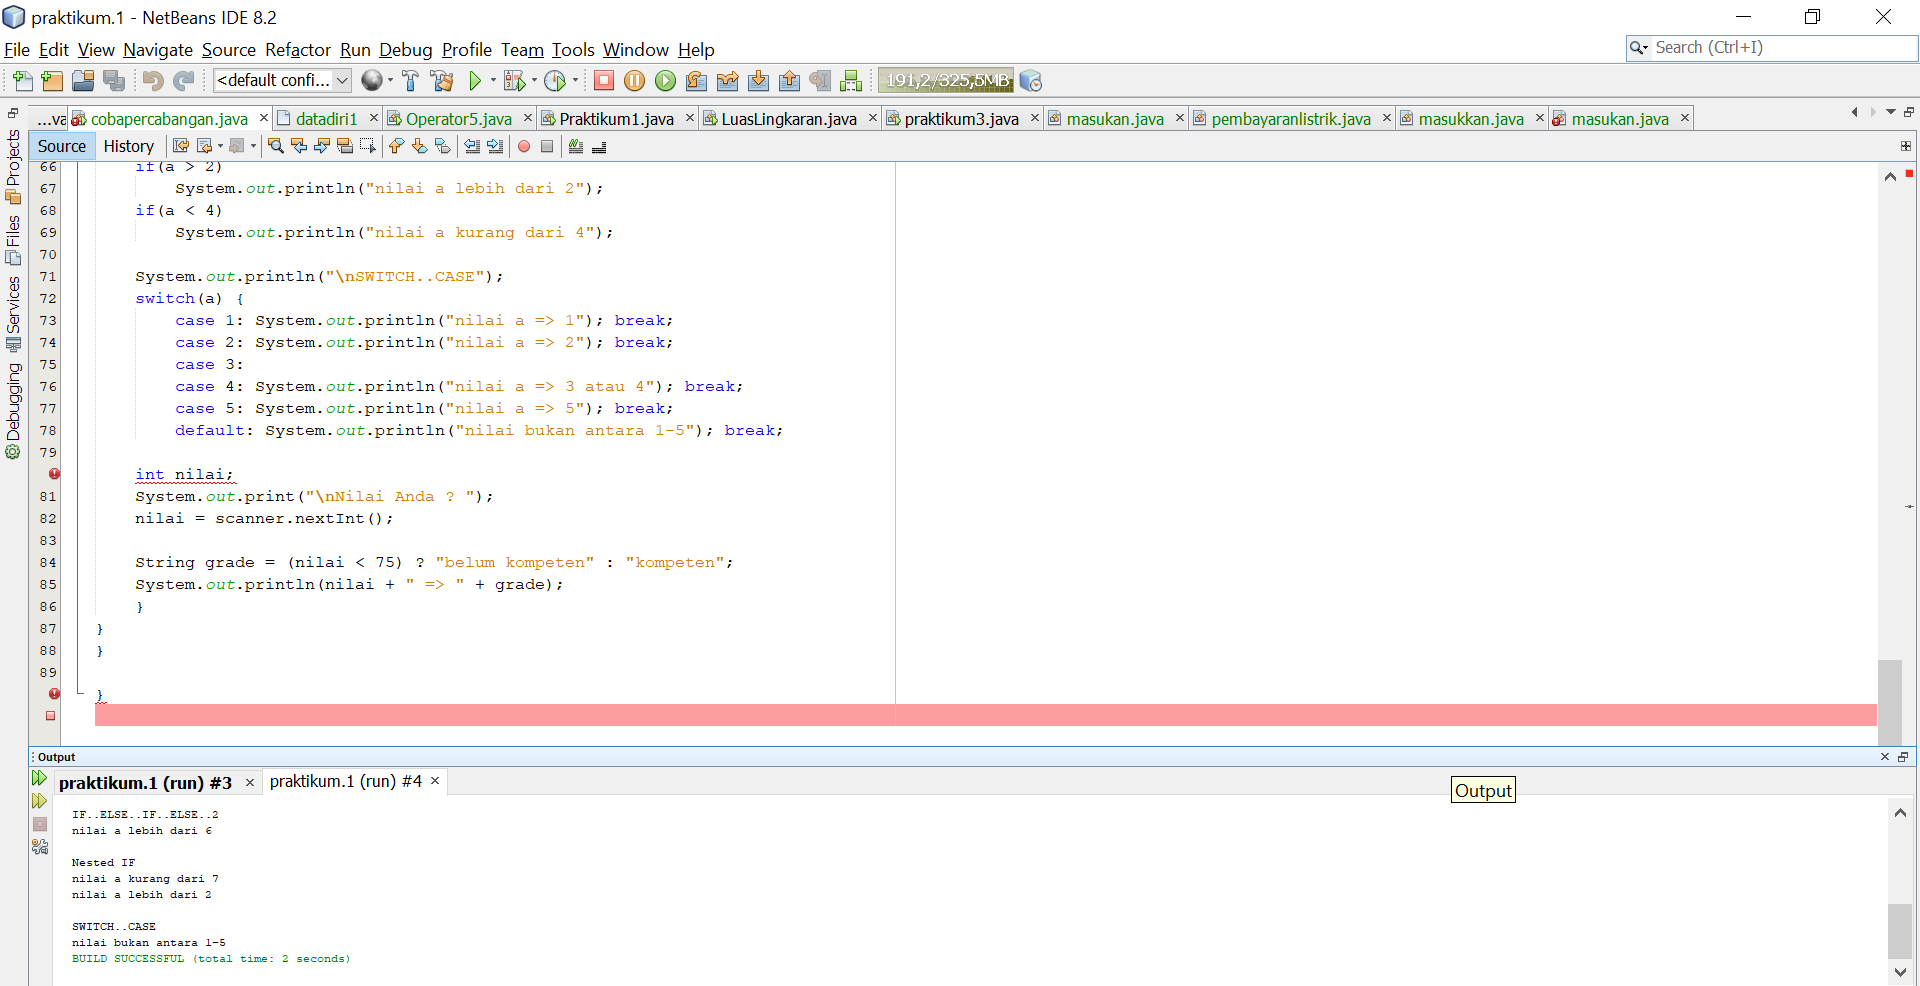 praktikum.1 - NetBeans IDE 8.2
File Edit View Navigate Source Refactor Run Debug Profile Team Tools Window Help
Search (Ctrl+I)
<default confi...
191,2/325,5MB
...va cobapercabangan.java datadiri1 Operator5.java Praktikum1.java LuasLingkaran.java praktikum3.java masukan.java pembayaranlistrik.java masukkan.java masukan.java
Source History
Projects
Files
Services
Debugging
66 if(a > 2)
67 System.out.println("nilai a lebih dari 2");
68 if(a < 4)
69 System.out.println("nilai a kurang dari 4");
70
71 System.out.println("\nSWITCH..CASE");
72 switch(a) {
73 case 1: System.out.println("nilai a => 1"); break;
74 case 2: System.out.println("nilai a => 2"); break;
75 case 3:
76 case 4: System.out.println("nilai a => 3 atau 4"); break;
77 case 5: System.out.println("nilai a => 5"); break;
78 default: System.out.println("nilai bukan antara 1-5"); break;
79
int nilai;
81 System.out.print("\nNilai Anda ? ");
82 nilai = scanner.nextInt();
83
84 String grade = (nilai < 75) ? "belum kompeten" : "kompeten";
85 System.out.println(nilai + " => " + grade);
86 }
87 }
88 }
89
}
Output
praktikum.1 (run) #3 praktikum.1 (run) #4
Output
IF..ELSE..IF..ELSE..2
nilai a lebih dari 6
Nested IF
nilai a kurang dari 7
nilai a lebih dari 2
SWITCH..CASE
nilai bukan antara 1-5
BUILD SUCCESSFUL (total time: 2 seconds)